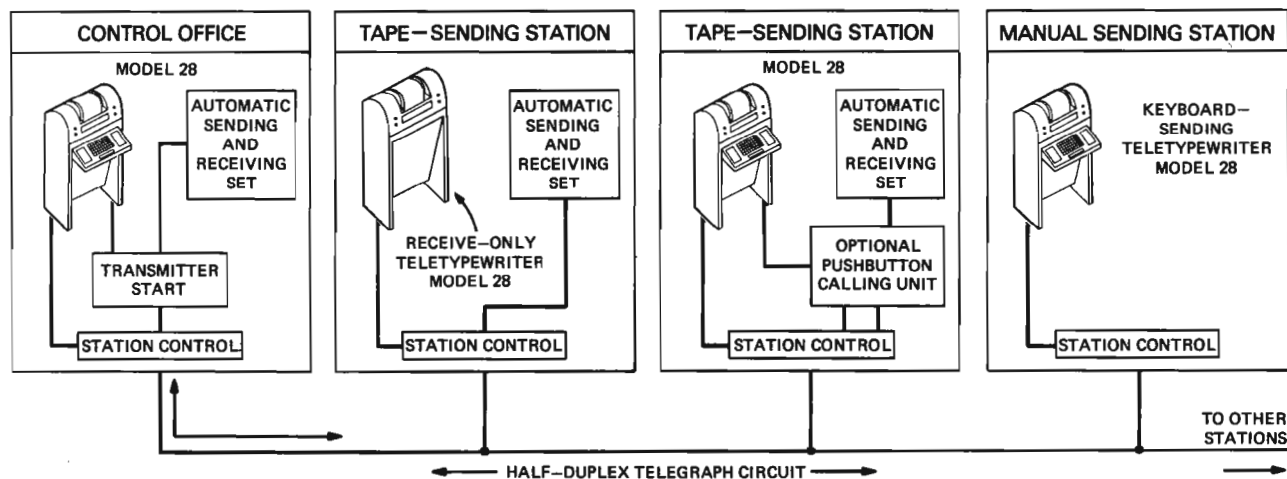 CONTROL OFFICE
MODEL 28
AUTOMATIC
SENDING
AND
RECEIVING
SET
TRANSMITTER
START
STATION CONTROL
TAPE—SENDING STATION
AUTOMATIC
SENDING
AND
RECEIVING
SET
RECEIVE—ONLY
TELETYPEWRITER
MODEL 28
STATION CONTROL
TAPE—SENDING STATION
MODEL 28
AUTOMATIC
SENDING
AND
RECEIVING
SET
OPTIONAL
PUSHBUTTON
CALLING UNIT
STATION CONTROL
MANUAL SENDING STATION
KEYBOARD—
SENDING
TELETYPEWRITER
MODEL 28
STATION CONTROL
TO OTHER
STATIONS
HALF—DUPLEX TELEGRAPH CIRCUIT